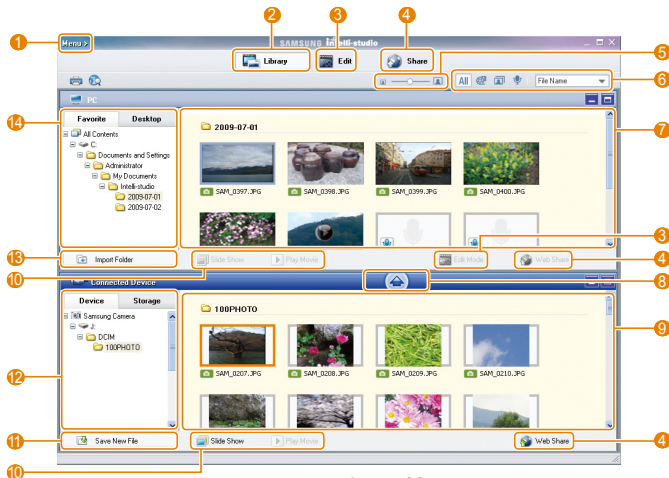 2
3
4
1
Menu >
SAMSUNG Intelli-studio
Library
Edit
Share
5
All
File Name
6
PC
14
Favorite
Desktop
All Contents
C:
Documents and Settings
Administrator
My Documents
Intelli-studio
2009-07-01
2009-07-02
2009-07-01
7
SAM_0397.JPG
SAM_0398.JPG
SAM_0399.JPG
SAM_0400.JPG
3
13
Import Folder
10
Slide Show
Play Movie
Edit Mode
Web Share
4
Connected Device
8
Device
Storage
Samsung Camera
J:
DCIM
100PHOTO
100PHOTO
9
SAM_0207.JPG
SAM_0208.JPG
SAM_0209.JPG
SAM_0210.JPG
12
11
Save New File
Slide Show
Play Movie
Web Share
4
10